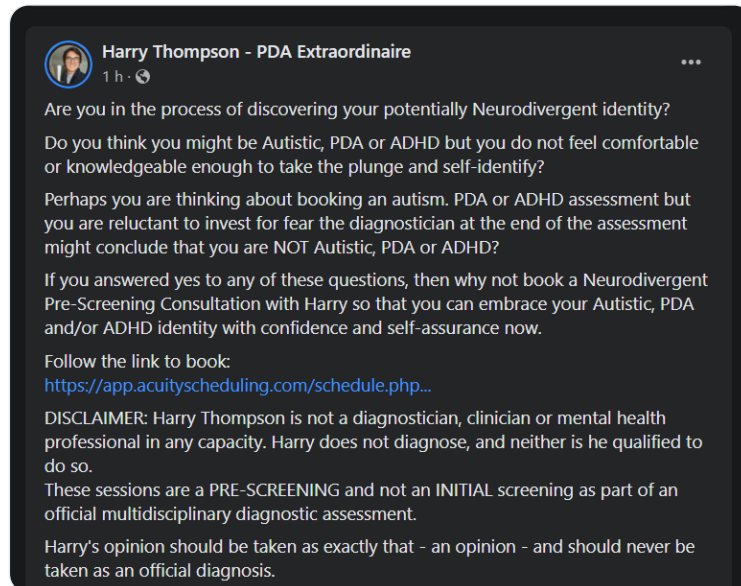 Harry Thompson - PDA Extraordinaire
1 h ·
Are you in the process of discovering your potentially Neurodivergent identity?
Do you think you might be Autistic, PDA or ADHD but you do not feel comfortable
or knowledgeable enough to take the plunge and self-identify?
Perhaps you are thinking about booking an autism. PDA or ADHD assessment but
you are reluctant to invest for fear the diagnostician at the end of the assessment
might conclude that you are NOT Autistic, PDA or ADHD?
If you answered yes to any of these questions, then why not book a Neurodivergent
Pre-Screening Consultation with Harry so that you can embrace your Autistic, PDA
and/or ADHD identity with confidence and self-assurance now.
Follow the link to book:
https://app.acuityscheduling.com/schedule.php...
DISCLAIMER: Harry Thompson is not a diagnostician, clinician or mental health
professional in any capacity. Harry does not diagnose, and neither is he qualified to
do so.
These sessions are a PRE-SCREENING and not an INITIAL screening as part of an
official multidisciplinary diagnostic assessment.
Harry's opinion should be taken as exactly that - an opinion - and should never be
taken as an official diagnosis.